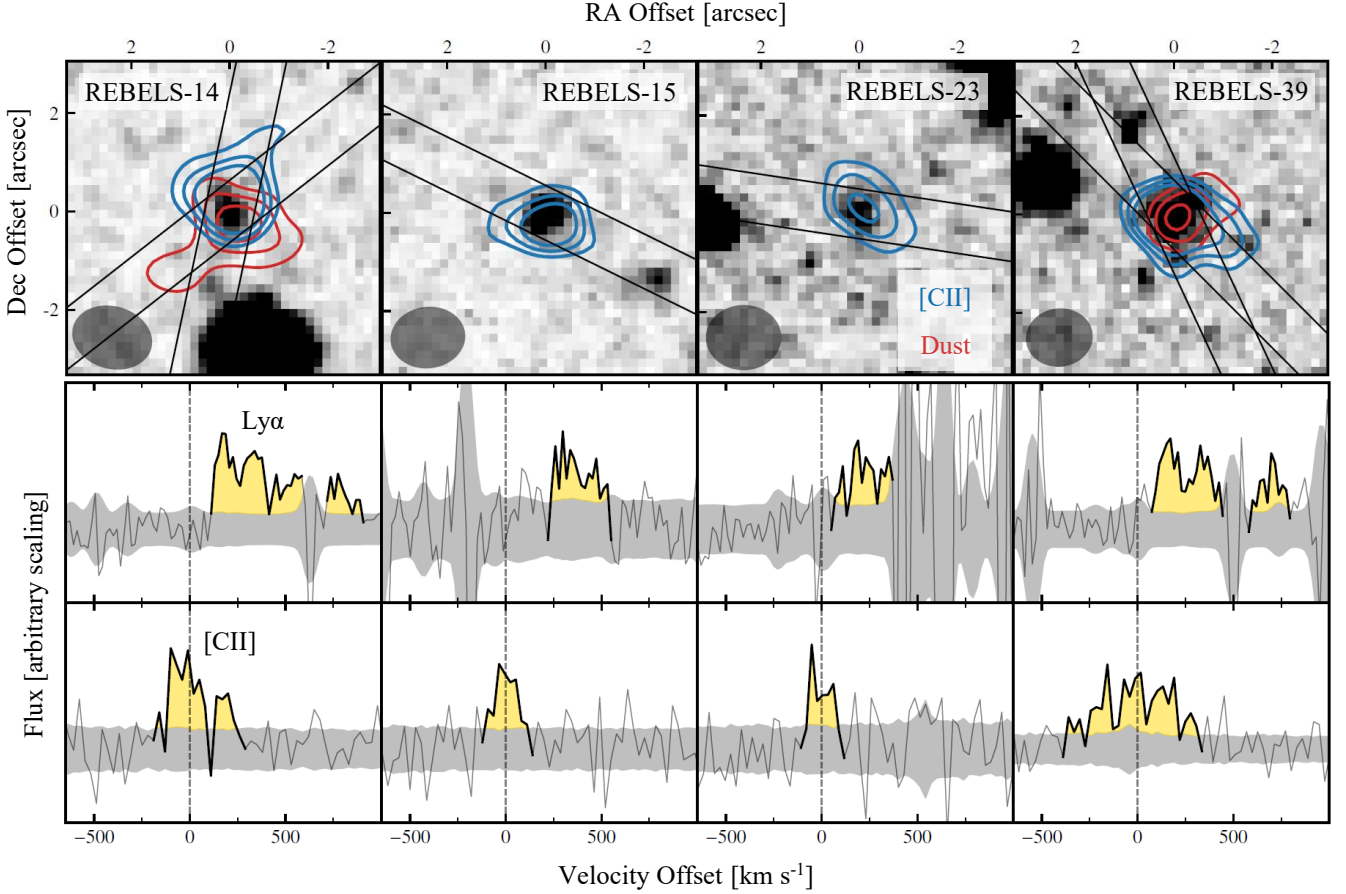 RA Offset [arcsec]
2 0 -2 2 0 -2 2 0 -2 2 0 -2
REBELS-14 REBELS-15 REBELS-23 REBELS-39
Dec Offset [arcsec]
2
0
-2
[CII]
Dust
Lyα
Flux [arbitrary scaling]
[CII]
−500 0 500 −500 0 500 −500 0 500 −500 0 500
Velocity Offset [km s⁻¹]